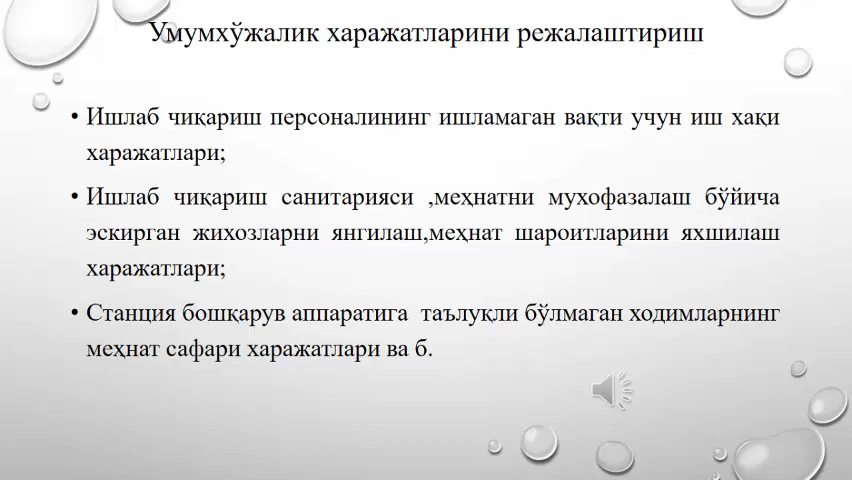 Умумхўжалик харажатларини режалаштириш
• Ишлаб чиқариш персоналининг ишламаган вақти учун иш хақи
харажатлари;
• Ишлаб чиқариш санитарияси ,меҳнатни мухофазалаш бўйича
эскирган жихозларни янгилаш,меҳнат шароитларини яхшилаш
харажатлари;
• Станция бошқарув аппаратига таълуқли бўлмаган ходимларнинг
меҳнат сафари харажатлари ва б.